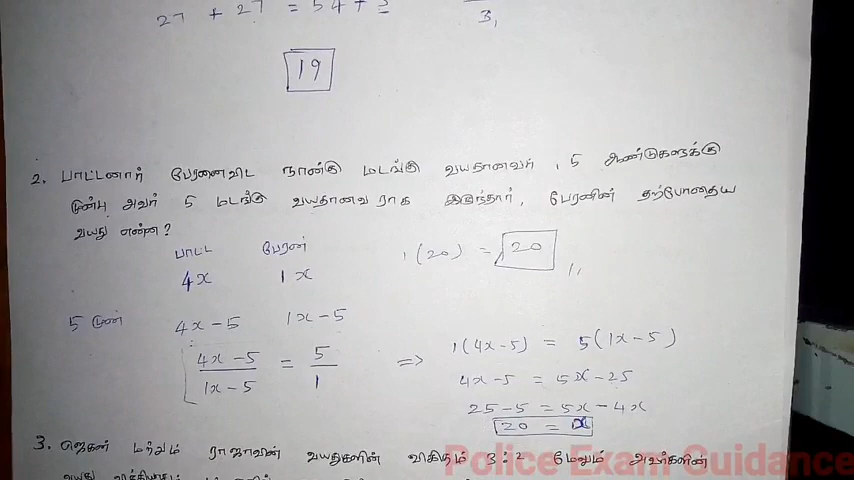 27 + 27 = 54 + 3
3,
19
2. பாட்டனார் பேரனைவிட நான்கு மடங்கு வயதானவர், 5 ஆண்டுகளுக்கு
முன்பு அவர் 5 மடங்கு வயதானவராக இருந்தார், பேரனின் தற்போதைய
வயது என்ன?
பாட்ட பேரன்
4x 1x
1(20) = 20
5 முன் 4x-5 1x-5
4x-5 / 1x-5 = 5 / 1
=> 1(4x-5) = 5(1x-5)
4x-5 = 5x-25
25-5 = 5x-4x
20 = x
3. ஜெகன் மற்றும் ராஜாவின் வயதுகளின் விகிதம் 3:2 மேலும் அவர்களின்
Police Exam Guidance